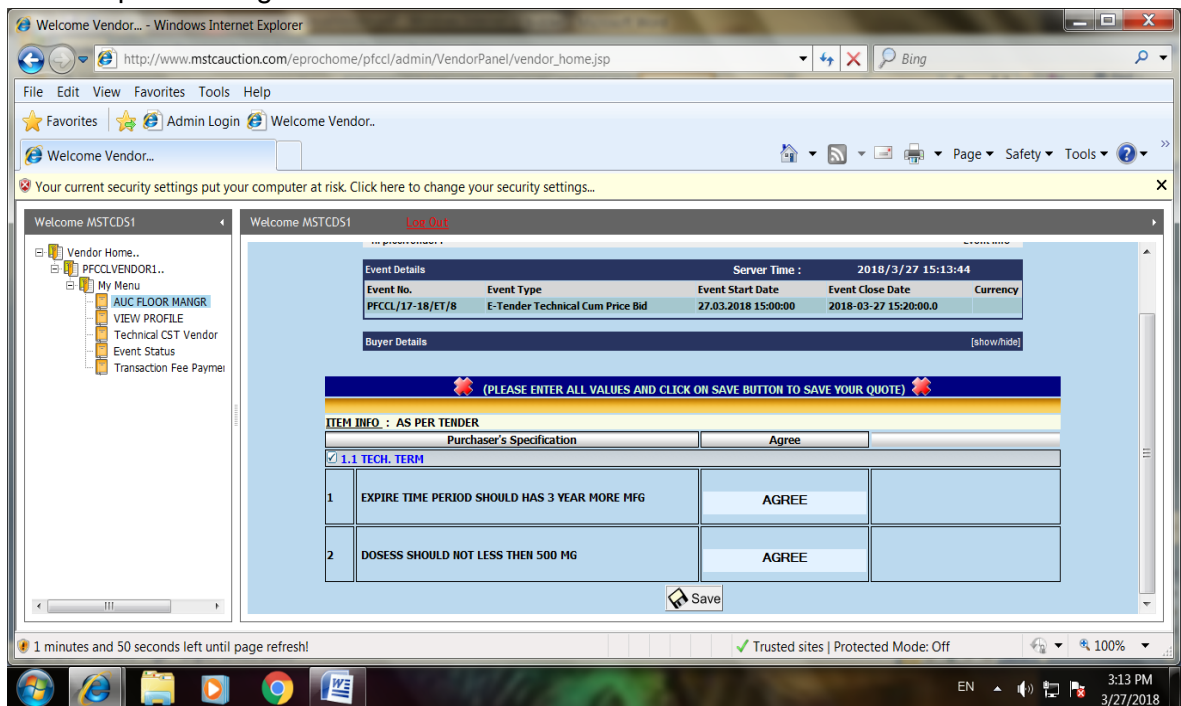 Welcome Vendor... - Windows Internet Explorer
http://www.mstcauction.com/eprochome/pfccl/admin/VendorPanel/vendor_home.jsp
Bing
File Edit View Favorites Tools Help
Favorites Admin Login Welcome Vendor..
Welcome Vendor... Page Safety Tools
Your current security settings put your computer at risk. Click here to change your security settings...
Welcome MSTCDS1 Welcome MSTCDS1 Log Out
Vendor Home..
PFCCLVENDOR1..
My Menu
AUC FLOOR MANGR
VIEW PROFILE
Technical CST Vendor
Event Status
Transaction Fee Paymer
Event Details Server Time : 2018/3/27 15:13:44
Event No. Event Type Event Start Date Event Close Date Currency
PFCCL/17-18/ET/8 E-Tender Technical Cum Price Bid 27.03.2018 15:00:00 2018-03-27 15:20:00.0
Buyer Details [show/hide]
(PLEASE ENTER ALL VALUES AND CLICK ON SAVE BUTTON TO SAVE YOUR QUOTE)
ITEM INFO : AS PER TENDER
Purchaser's Specification Agree
1.1 TECH. TERM
1 EXPIRE TIME PERIOD SHOULD HAS 3 YEAR MORE MFG AGREE
2 DOSESS SHOULD NOT LESS THEN 500 MG AGREE
Save
1 minutes and 50 seconds left until page refresh! Trusted sites | Protected Mode: Off 100%
EN 3:13 PM
3/27/2018